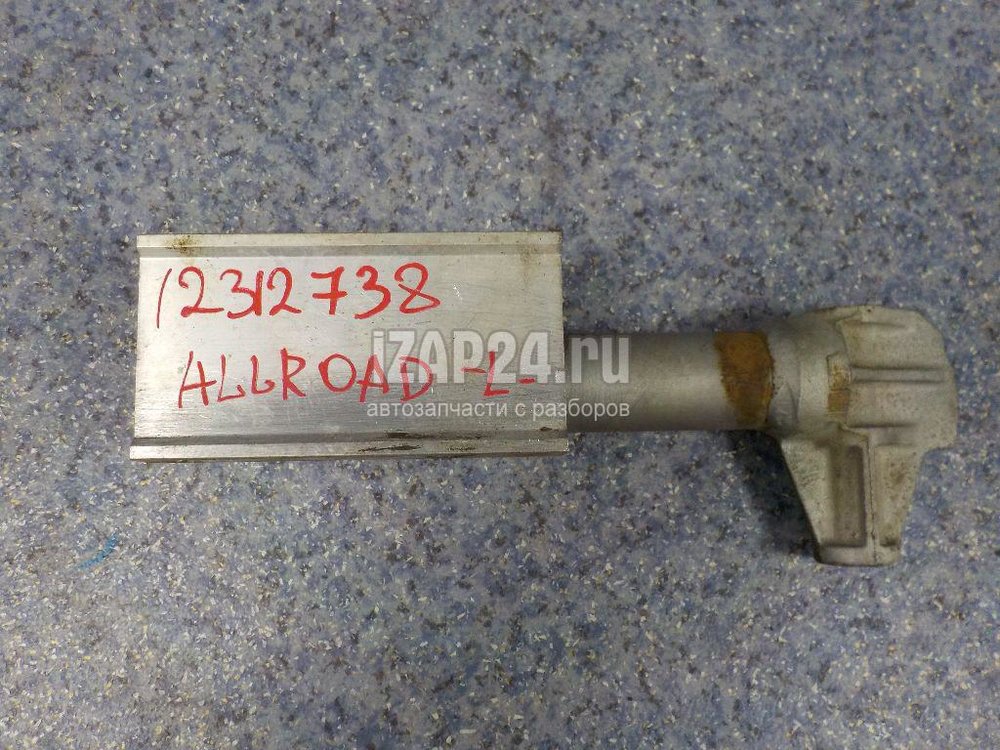 12312738
ALLROAD -L-
iZAP24.ru
автозапчасти с разборов